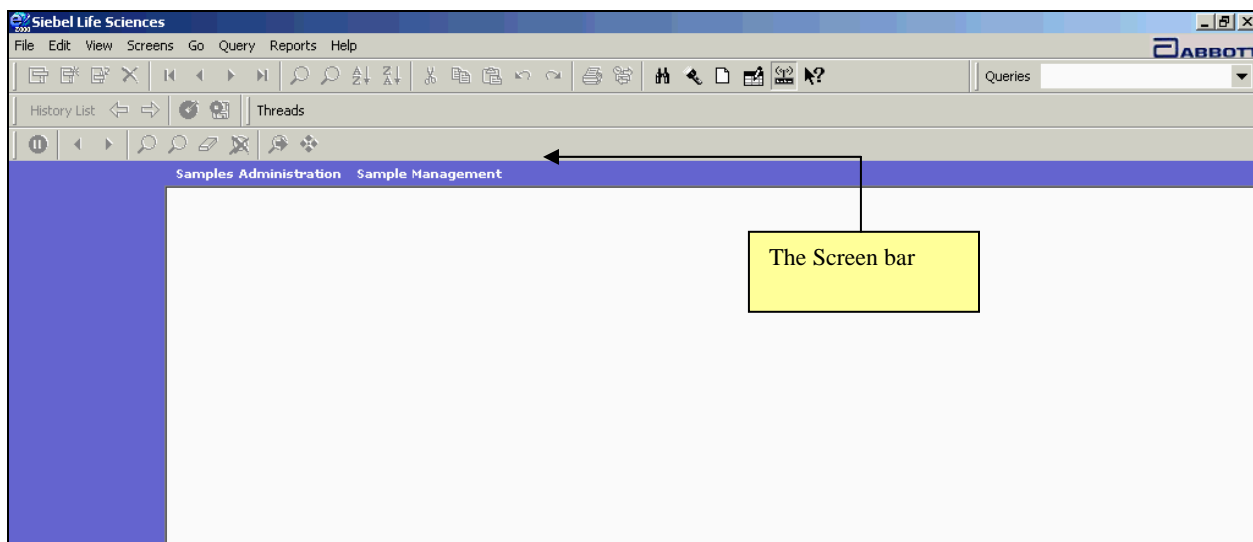 Siebel Life Sciences
File Edit View Screens Go Query Reports Help
ABBOTT
Queries
History List Threads
Samples Administration Sample Management
The Screen bar